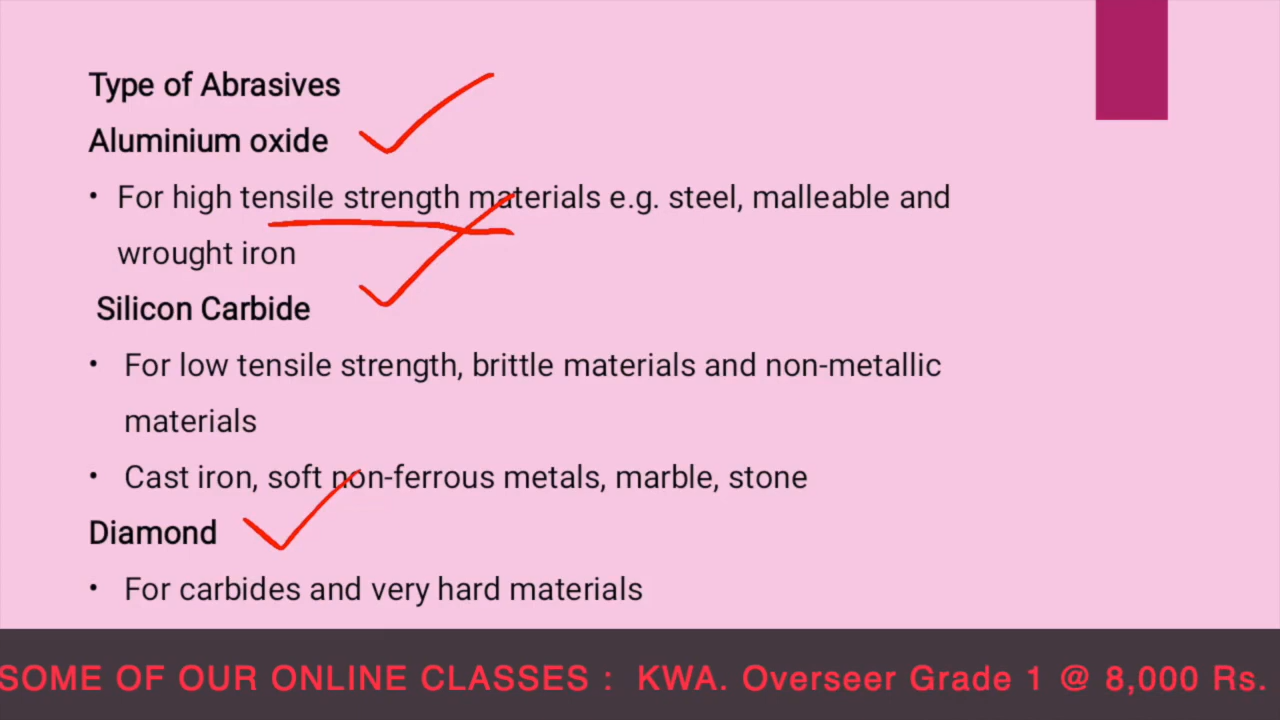 Type of Abrasives
Aluminium oxide
• For high tensile strength materials e.g. steel, malleable and
wrought iron
Silicon Carbide
• For low tensile strength, brittle materials and non-metallic
materials
• Cast iron, soft non-ferrous metals, marble, stone
Diamond
• For carbides and very hard materials
SOME OF OUR ONLINE CLASSES : KWA. Overseer Grade 1 @ 8,000 Rs.